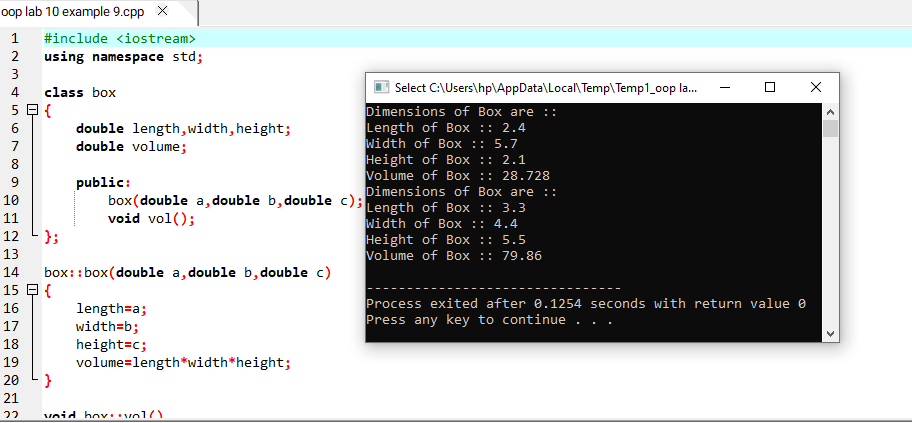 oop lab 10 example 9.cpp
1 #include <iostream>
2 using namespace std;
3
4 class box
5 {
6 double length,width,height;
7 double volume;
8
9 public:
10 box(double a,double b,double c);
11 void vol();
12 };
13
14 box::box(double a,double b,double c)
15 {
16 length=a;
17 width=b;
18 height=c;
19 volume=length*width*height;
20 }
21
22 void box::vol()
Select C:\Users\hp\AppData\Local\Temp\Temp1_oop la...
Dimensions of Box are ::
Length of Box :: 2.4
Width of Box :: 5.7
Height of Box :: 2.1
Volume of Box :: 28.728
Dimensions of Box are ::
Length of Box :: 3.3
Width of Box :: 4.4
Height of Box :: 5.5
Volume of Box :: 79.86
--------------------------------
Process exited after 0.1254 seconds with return value 0
Press any key to continue . . .